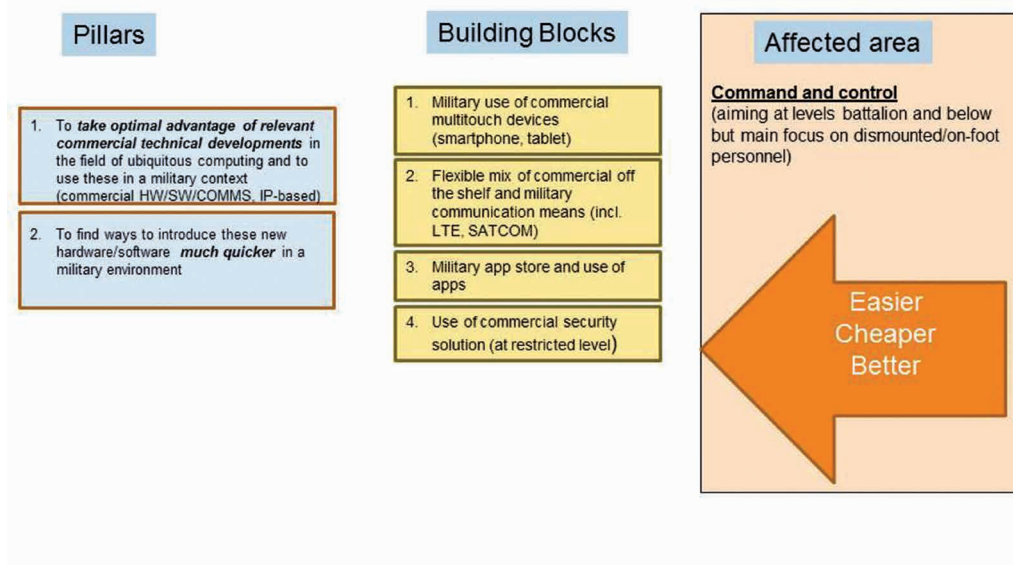 Pillars
1. To take optimal advantage of relevant
commercial technical developments in
the field of ubiquitous computing and to
use these in a military context
(commercial HW/SW/COMMS, IP-based)
2. To find ways to introduce these new
hardware/software much quicker in a
military environment
Building Blocks
1. Military use of commercial
multitouch devices
(smartphone, tablet)
2. Flexible mix of commercial off
the shelf and military
communication means (incl.
LTE, SATCOM)
3. Military app store and use of
apps
4. Use of commercial security
solution (at restricted level)
Affected area
Command and control
(aiming at levels battalion and below
but main focus on dismounted/on-foot
personnel)
Easier
Cheaper
Better